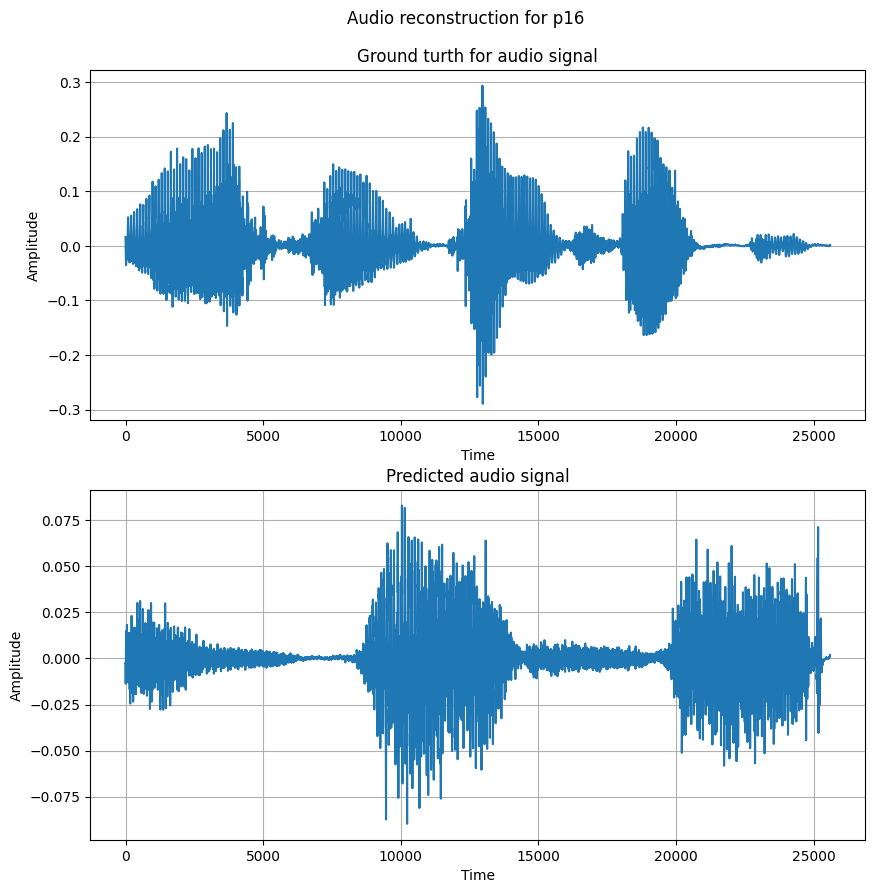 Audio reconstruction for p16
Ground turth for audio signal
0.3
0.2
0.1
0.0
−0.1
−0.2
−0.3
Amplitude
0 5000 10000 15000 20000 25000
Time
Predicted audio signal
0.075
0.050
0.025
0.000
−0.025
−0.050
−0.075
Amplitude
0 5000 10000 15000 20000 25000
Time